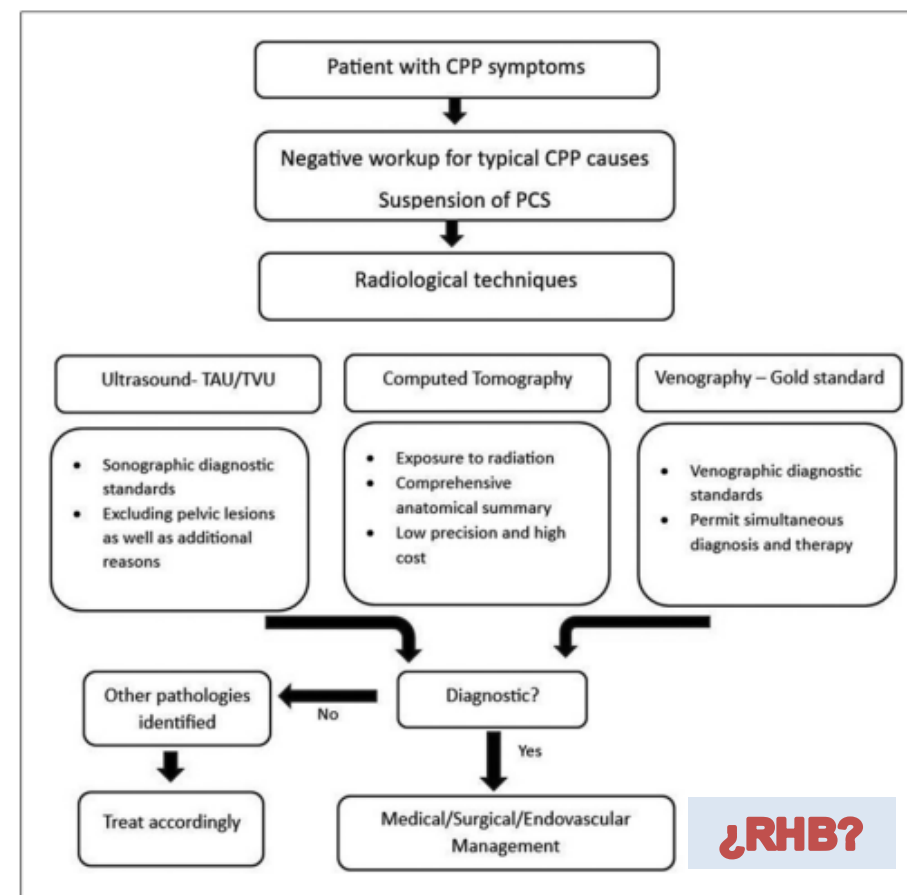 Patient with CPP symptoms
Negative workup for typical CPP causes
Suspension of PCS
Radiological techniques
Ultrasound- TAU/TVU
• Sonographic diagnostic
standards
• Excluding pelvic lesions
as well as additional
reasons
Computed Tomography
• Exposure to radiation
• Comprehensive
anatomical summary
• Low precision and high
cost
Venography – Gold standard
• Venographic diagnostic
standards
• Permit simultaneous
diagnosis and therapy
Diagnostic?
No
Other pathologies
identified
Treat accordingly
Yes
Medical/Surgical/Endovascular
Management
¿RHB?